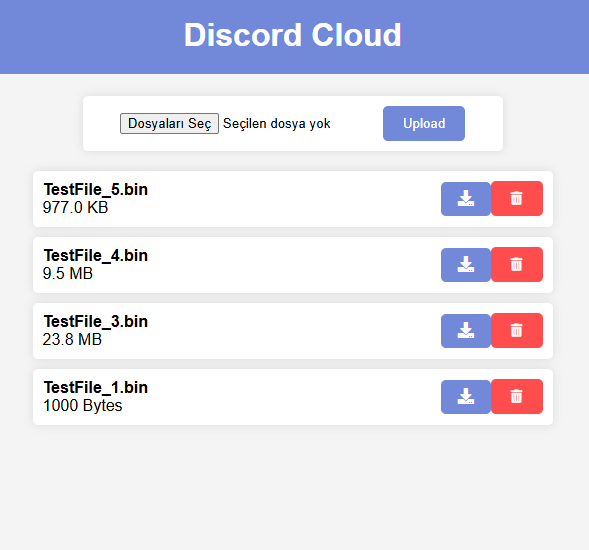 Discord Cloud
Dosyaları Seç Seçilen dosya yok Upload
TestFile_5.bin
977.0 KB
TestFile_4.bin
9.5 MB
TestFile_3.bin
23.8 MB
TestFile_1.bin
1000 Bytes